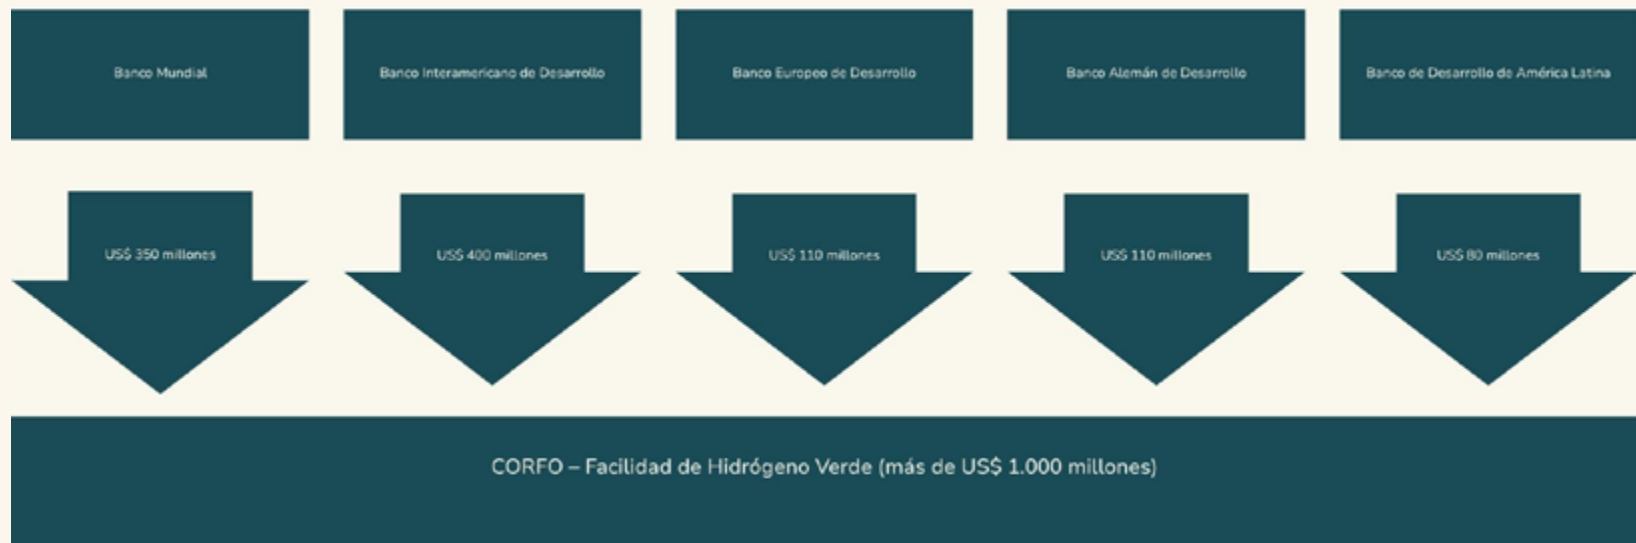 Banco Mundial
Banco Interamericano de Desarrollo
Banco Europeo de Desarrollo
Banco Alemán de Desarrollo
Banco de Desarrollo de América Latina
US$ 350 millones
US$ 400 millones
US$ 110 millones
US$ 110 millones
US$ 80 millones
CORFO – Facilidad de Hidrógeno Verde (más de US$ 1.000 millones)